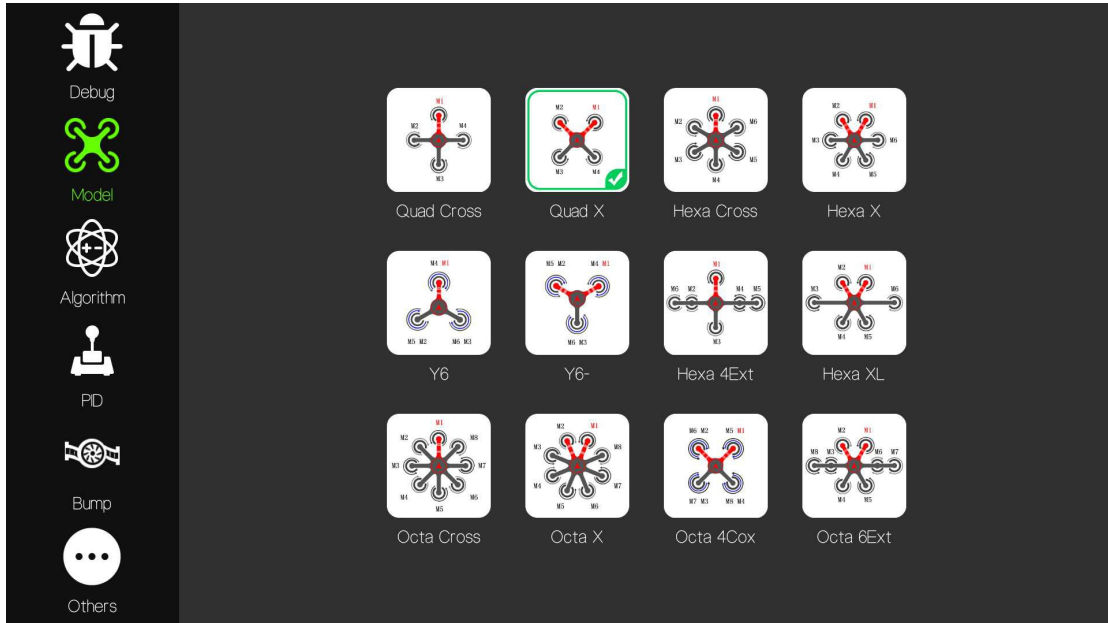 Debug
Model
Algorithm
PID
Bump
Others
M1
M2 M4
M3
Quad Cross
M2 M1
M3 M4
Quad X
M1
M2 M6
M3 M5
M4
Hexa Cross
M2 M1
M3 M6
M4 M5
Hexa X
M4 M1
M5 M2 M6 M3
Y6
M5 M2 M4 M1
M6 M3
Y6-
M1
M6 M2 M4 M5
M3
Hexa 4Ext
M2 M1
M3 M6
M4 M5
Hexa XL
M1
M2 M8
M3 M7
M4 M6
M5
Octa Cross
M2 M1
M3 M8
M4 M7
M5 M6
Octa X
M6 M2 M5 M1
M7 M3 M8 M4
Octa 4Cox
M2 M1
M8 M3 M6 M7
M4 M5
Octa 6Ext